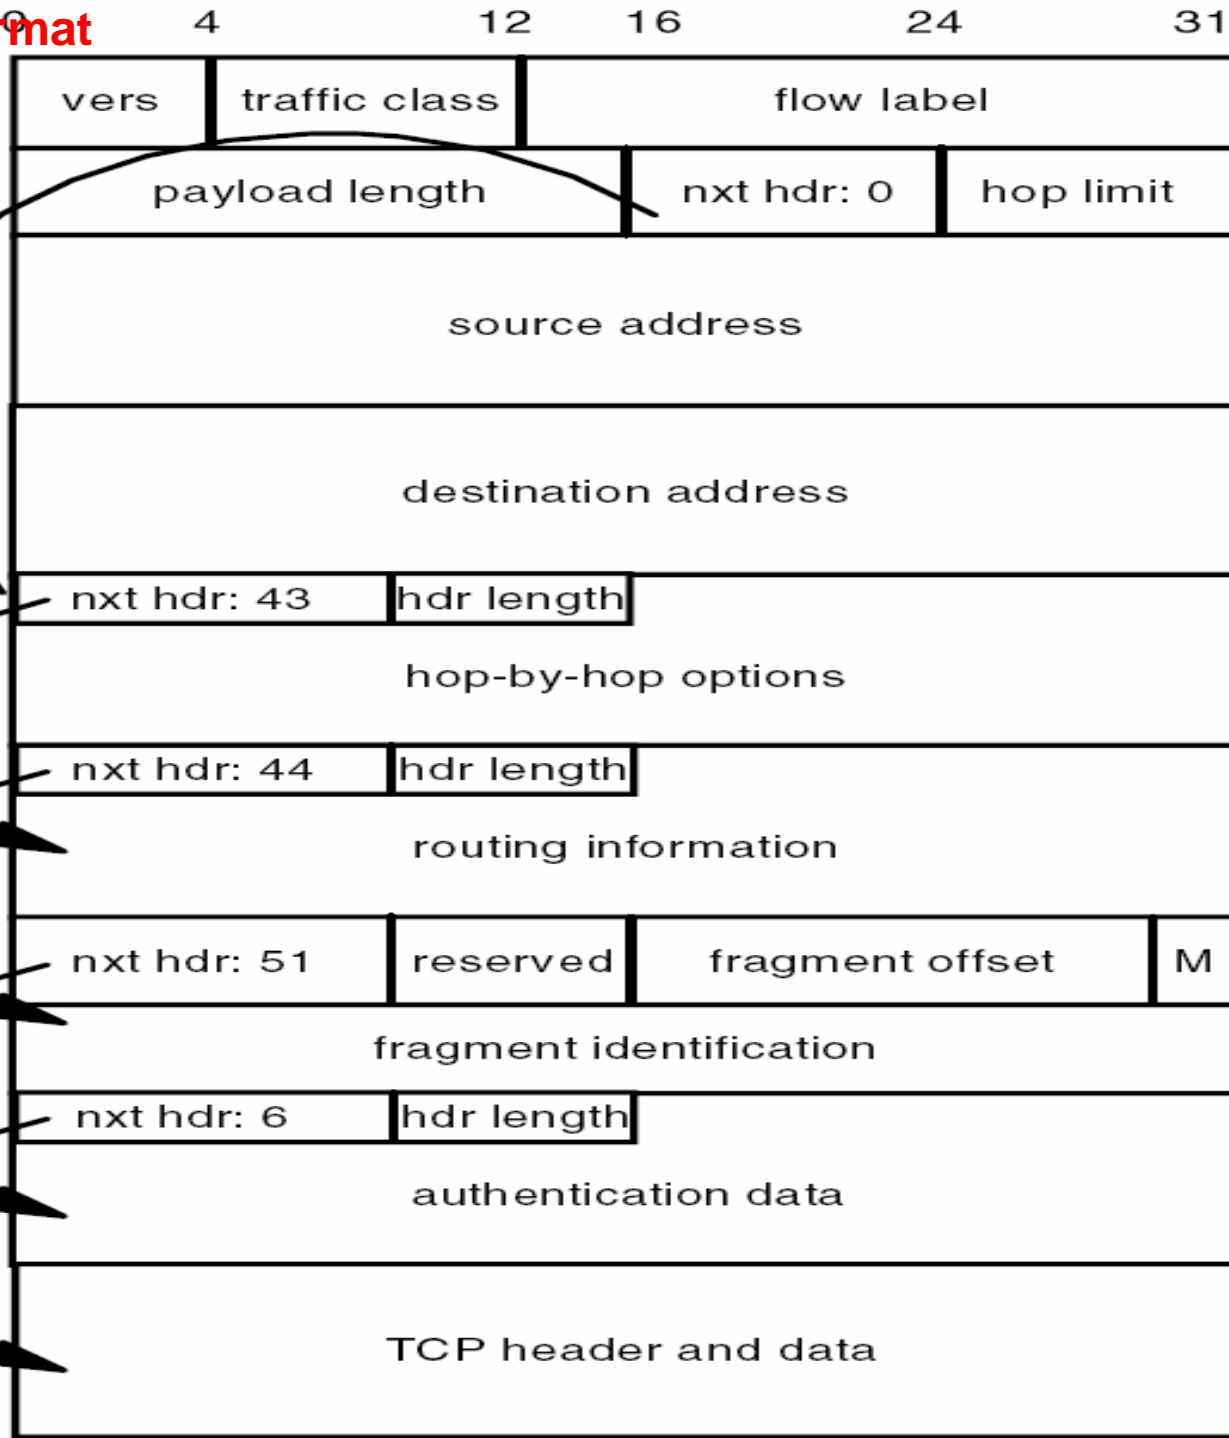 rmat 0 4 12 16 24 31
vers traffic class flow label
payload length nxt hdr: 0 hop limit
source address
destination address
nxt hdr: 43 hdr length
hop-by-hop options
nxt hdr: 44 hdr length
routing information
nxt hdr: 51 reserved fragment offset M
fragment identification
nxt hdr: 6 hdr length
authentication data
TCP header and data